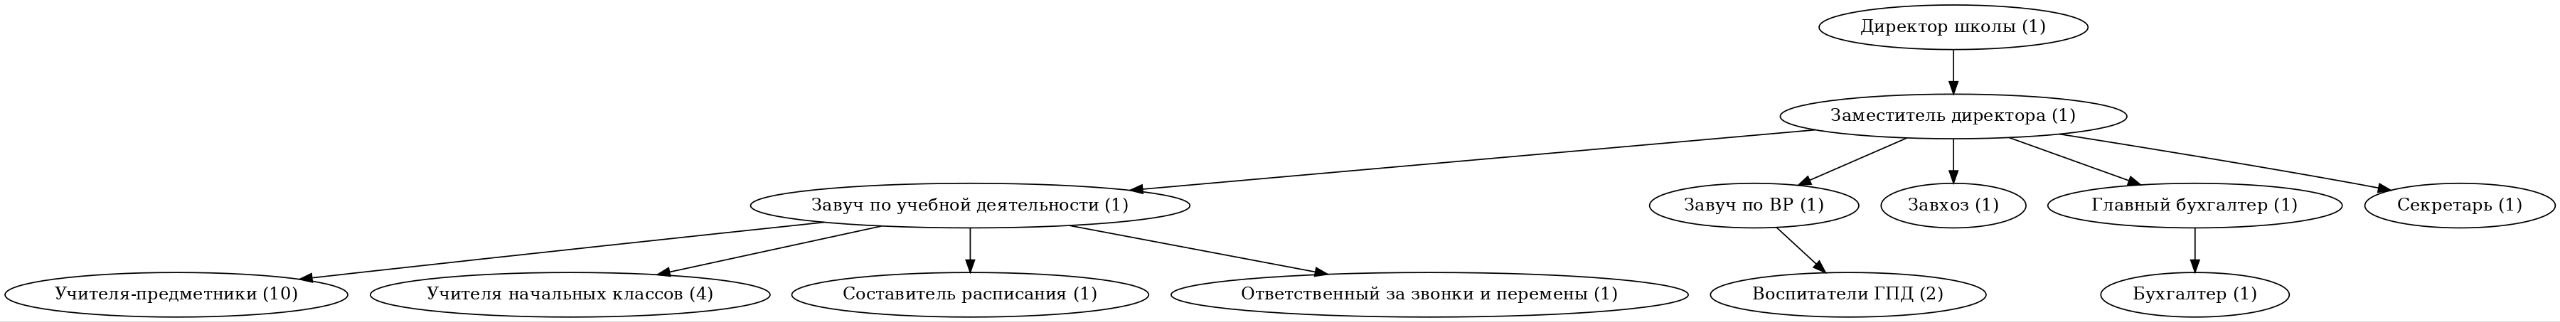 Директор школы (1)
Заместитель директора (1)
Завуч по учебной деятельности (1)
Завуч по ВР (1)
Завхоз (1)
Главный бухгалтер (1)
Секретарь (1)
Учителя-предметники (10)
Учителя начальных классов (4)
Составитель расписания (1)
Ответственный за звонки и перемены (1)
Воспитатели ГПД (2)
Бухгалтер (1)